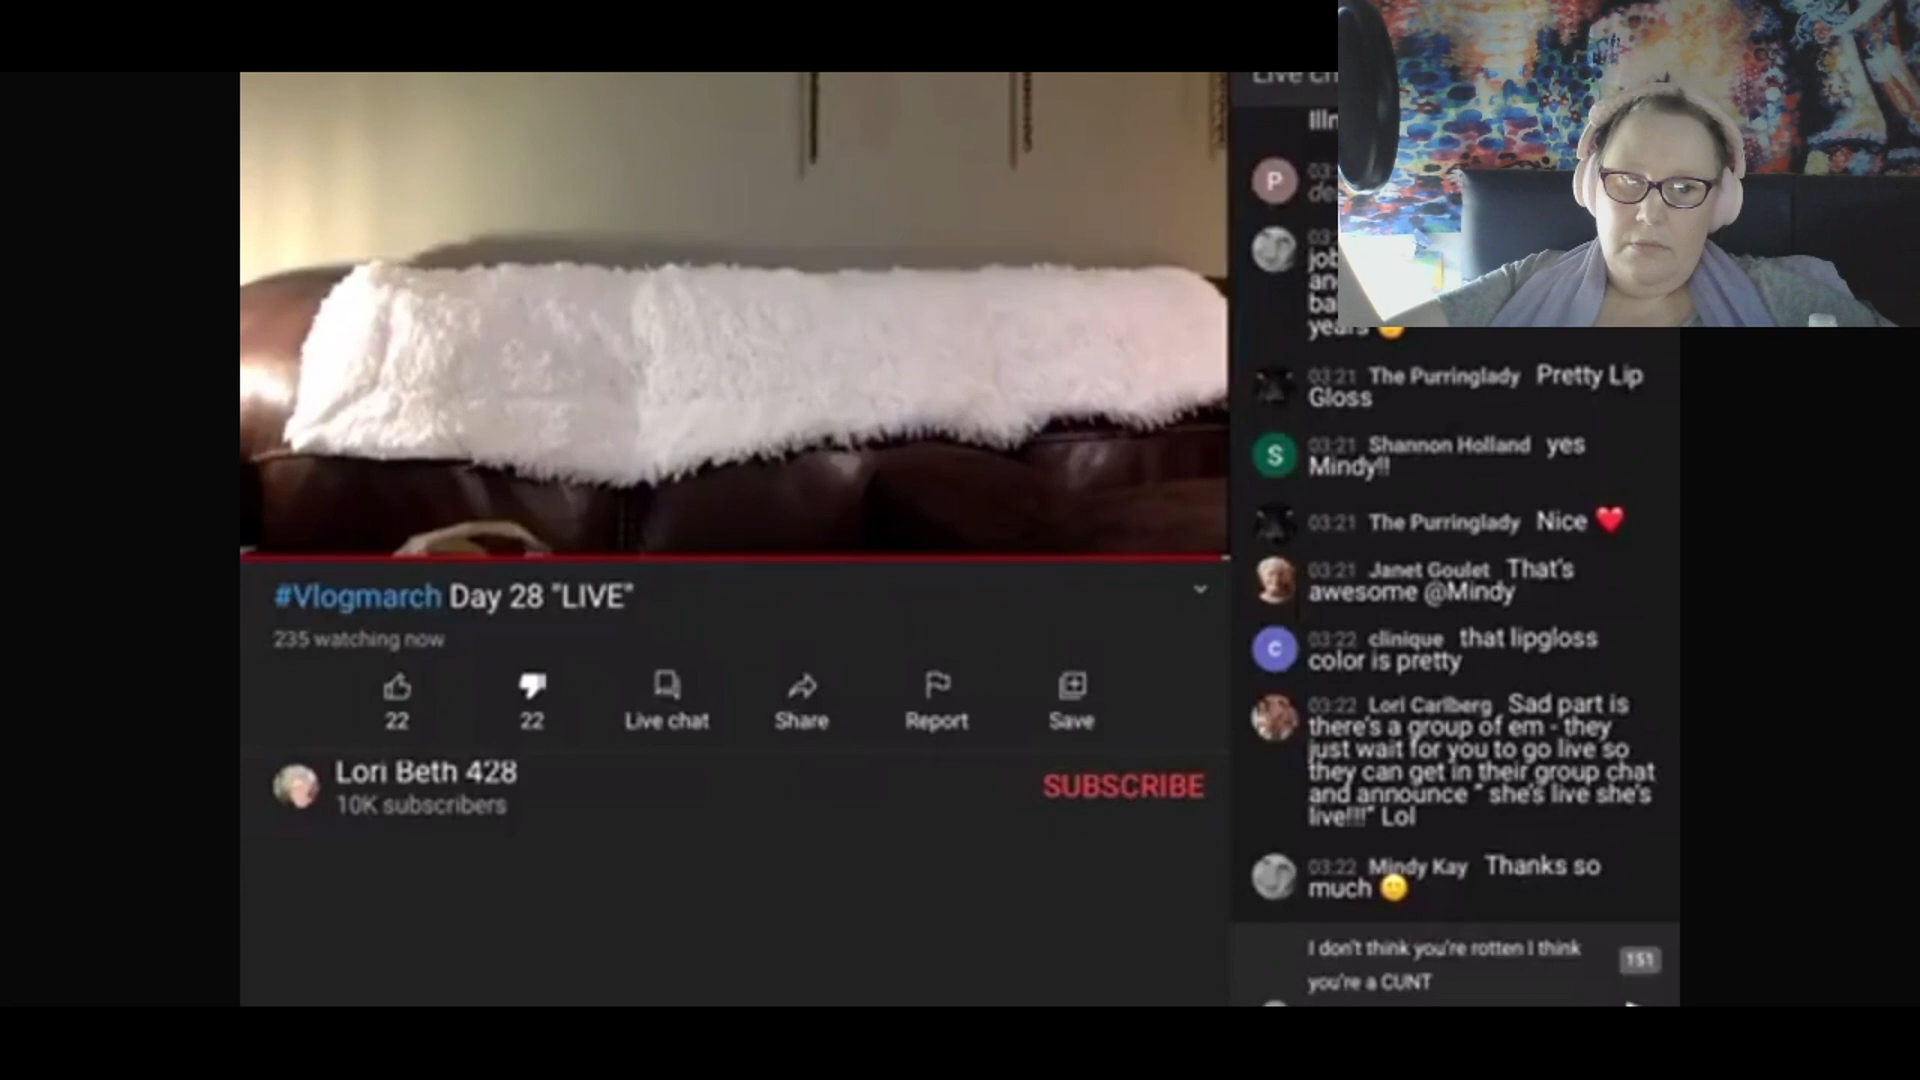 #Vlogmarch Day 28 "LIVE"
235 watching now
22
22
Live chat
Share
Report
Save
Lori Beth 428
10K subscribers
SUBSCRIBE
Live
years
03:21 The Purringlady Pretty Lip
Gloss
03:21 Shannon Holland yes
Mindy!!
03:21 The Purringlady Nice ❤️
03:21 Janet Goulet That's
awesome @Mindy
03:22 clinique that lipgloss
color is pretty
03:22 Lori Carlberg Sad part is
there's a group of em - they
just wait for you to go live so
they can get in their group chat
and announce " she's live she's
live!!!" Lol
03:22 Mindy Kay Thanks so
much 🙂
I don't think you're rotten I think
you're a CUNT
151
P
S
C